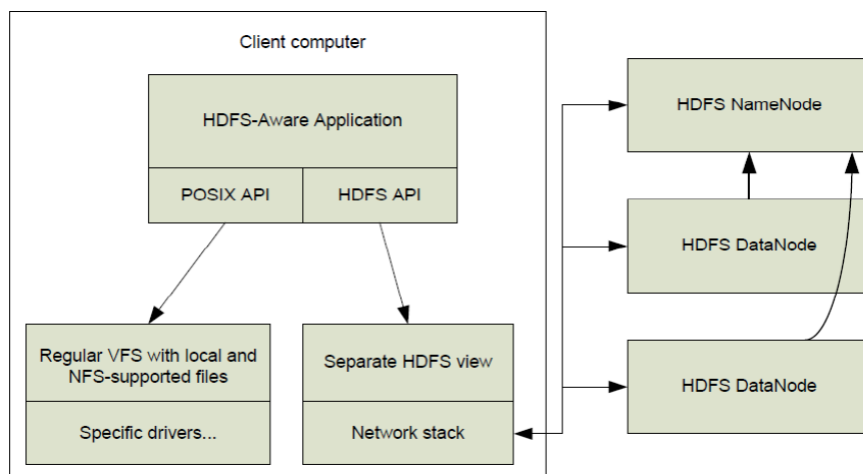 Client computer
HDFS-Aware Application
POSIX API
HDFS API
Regular VFS with local and
NFS-supported files
Specific drivers...
Separate HDFS view
Network stack
HDFS NameNode
HDFS DataNode
HDFS DataNode